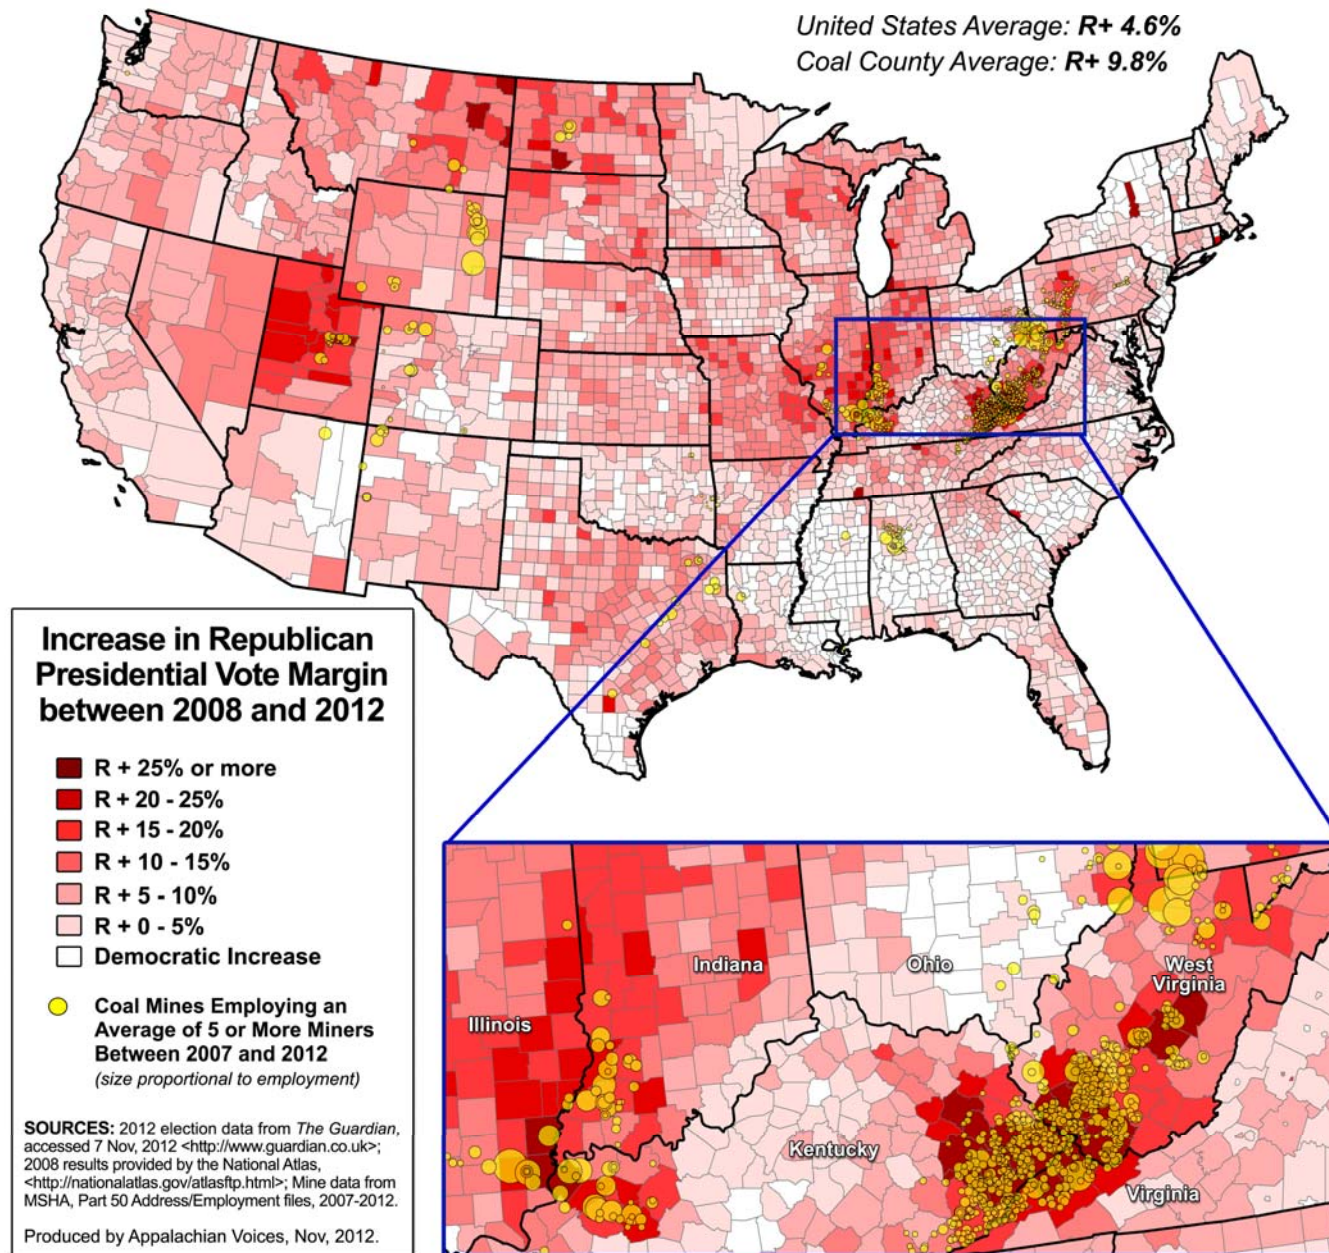 United States Average: R+ 4.6%
Coal County Average: R+ 9.8%
Increase in Republican
Presidential Vote Margin
between 2008 and 2012
R + 25% or more
R + 20 - 25%
R + 15 - 20%
R + 10 - 15%
R + 5 - 10%
R + 0 - 5%
Democratic Increase
Coal Mines Employing an
Average of 5 or More Miners
Between 2007 and 2012
(size proportional to employment)
SOURCES: 2012 election data from The Guardian,
accessed 7 Nov, 2012 <http://www.guardian.co.uk>;
2008 results provided by the National Atlas,
<http://nationalatlas.gov/atlasftp.html>; Mine data from
MSHA, Part 50 Address/Employment files, 2007-2012.
Produced by Appalachian Voices, Nov, 2012.
Indiana
Ohio
West
Virginia
Illinois
Kentucky
Virginia